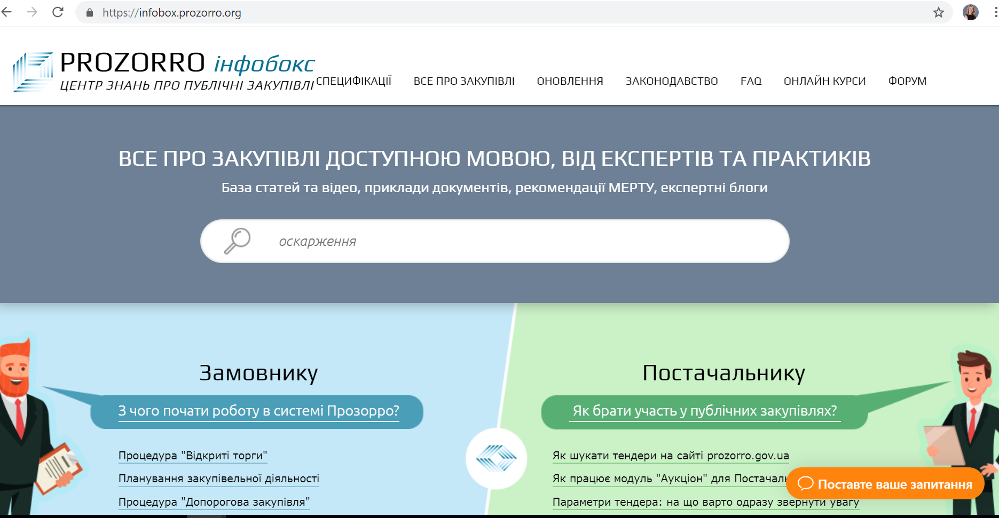 https://infobox.prozorro.org
PROZORRO інфобокс
ЦЕНТР ЗНАНЬ ПРО ПУБЛІЧНІ ЗАКУПІВЛІ
СПЕЦИФІКАЦІЇ ВСЕ ПРО ЗАКУПІВЛІ ОНОВЛЕННЯ ЗАКОНОДАВСТВО FAQ ОНЛАЙН КУРСИ ФОРУМ
ВСЕ ПРО ЗАКУПІВЛІ ДОСТУПНОЮ МОВОЮ, ВІД ЕКСПЕРТІВ ТА ПРАКТИКІВ
База статей та відео, приклади документів, рекомендації МЕРТУ, експертні блоги
оскарження
Замовнику
З чого почати роботу в системі Прозорро?
Процедура "Відкриті торги"
Планування закупівельної діяльності
Процедура "Допорогова закупівля"
Постачальнику
Як брати участь у публічних закупівлях?
Як шукати тендери на сайті prozorro.gov.ua
Як працює модуль "Аукціон" для
Параметри тендера: на що варто одразу звернути увагу
Поставте ваше запитання